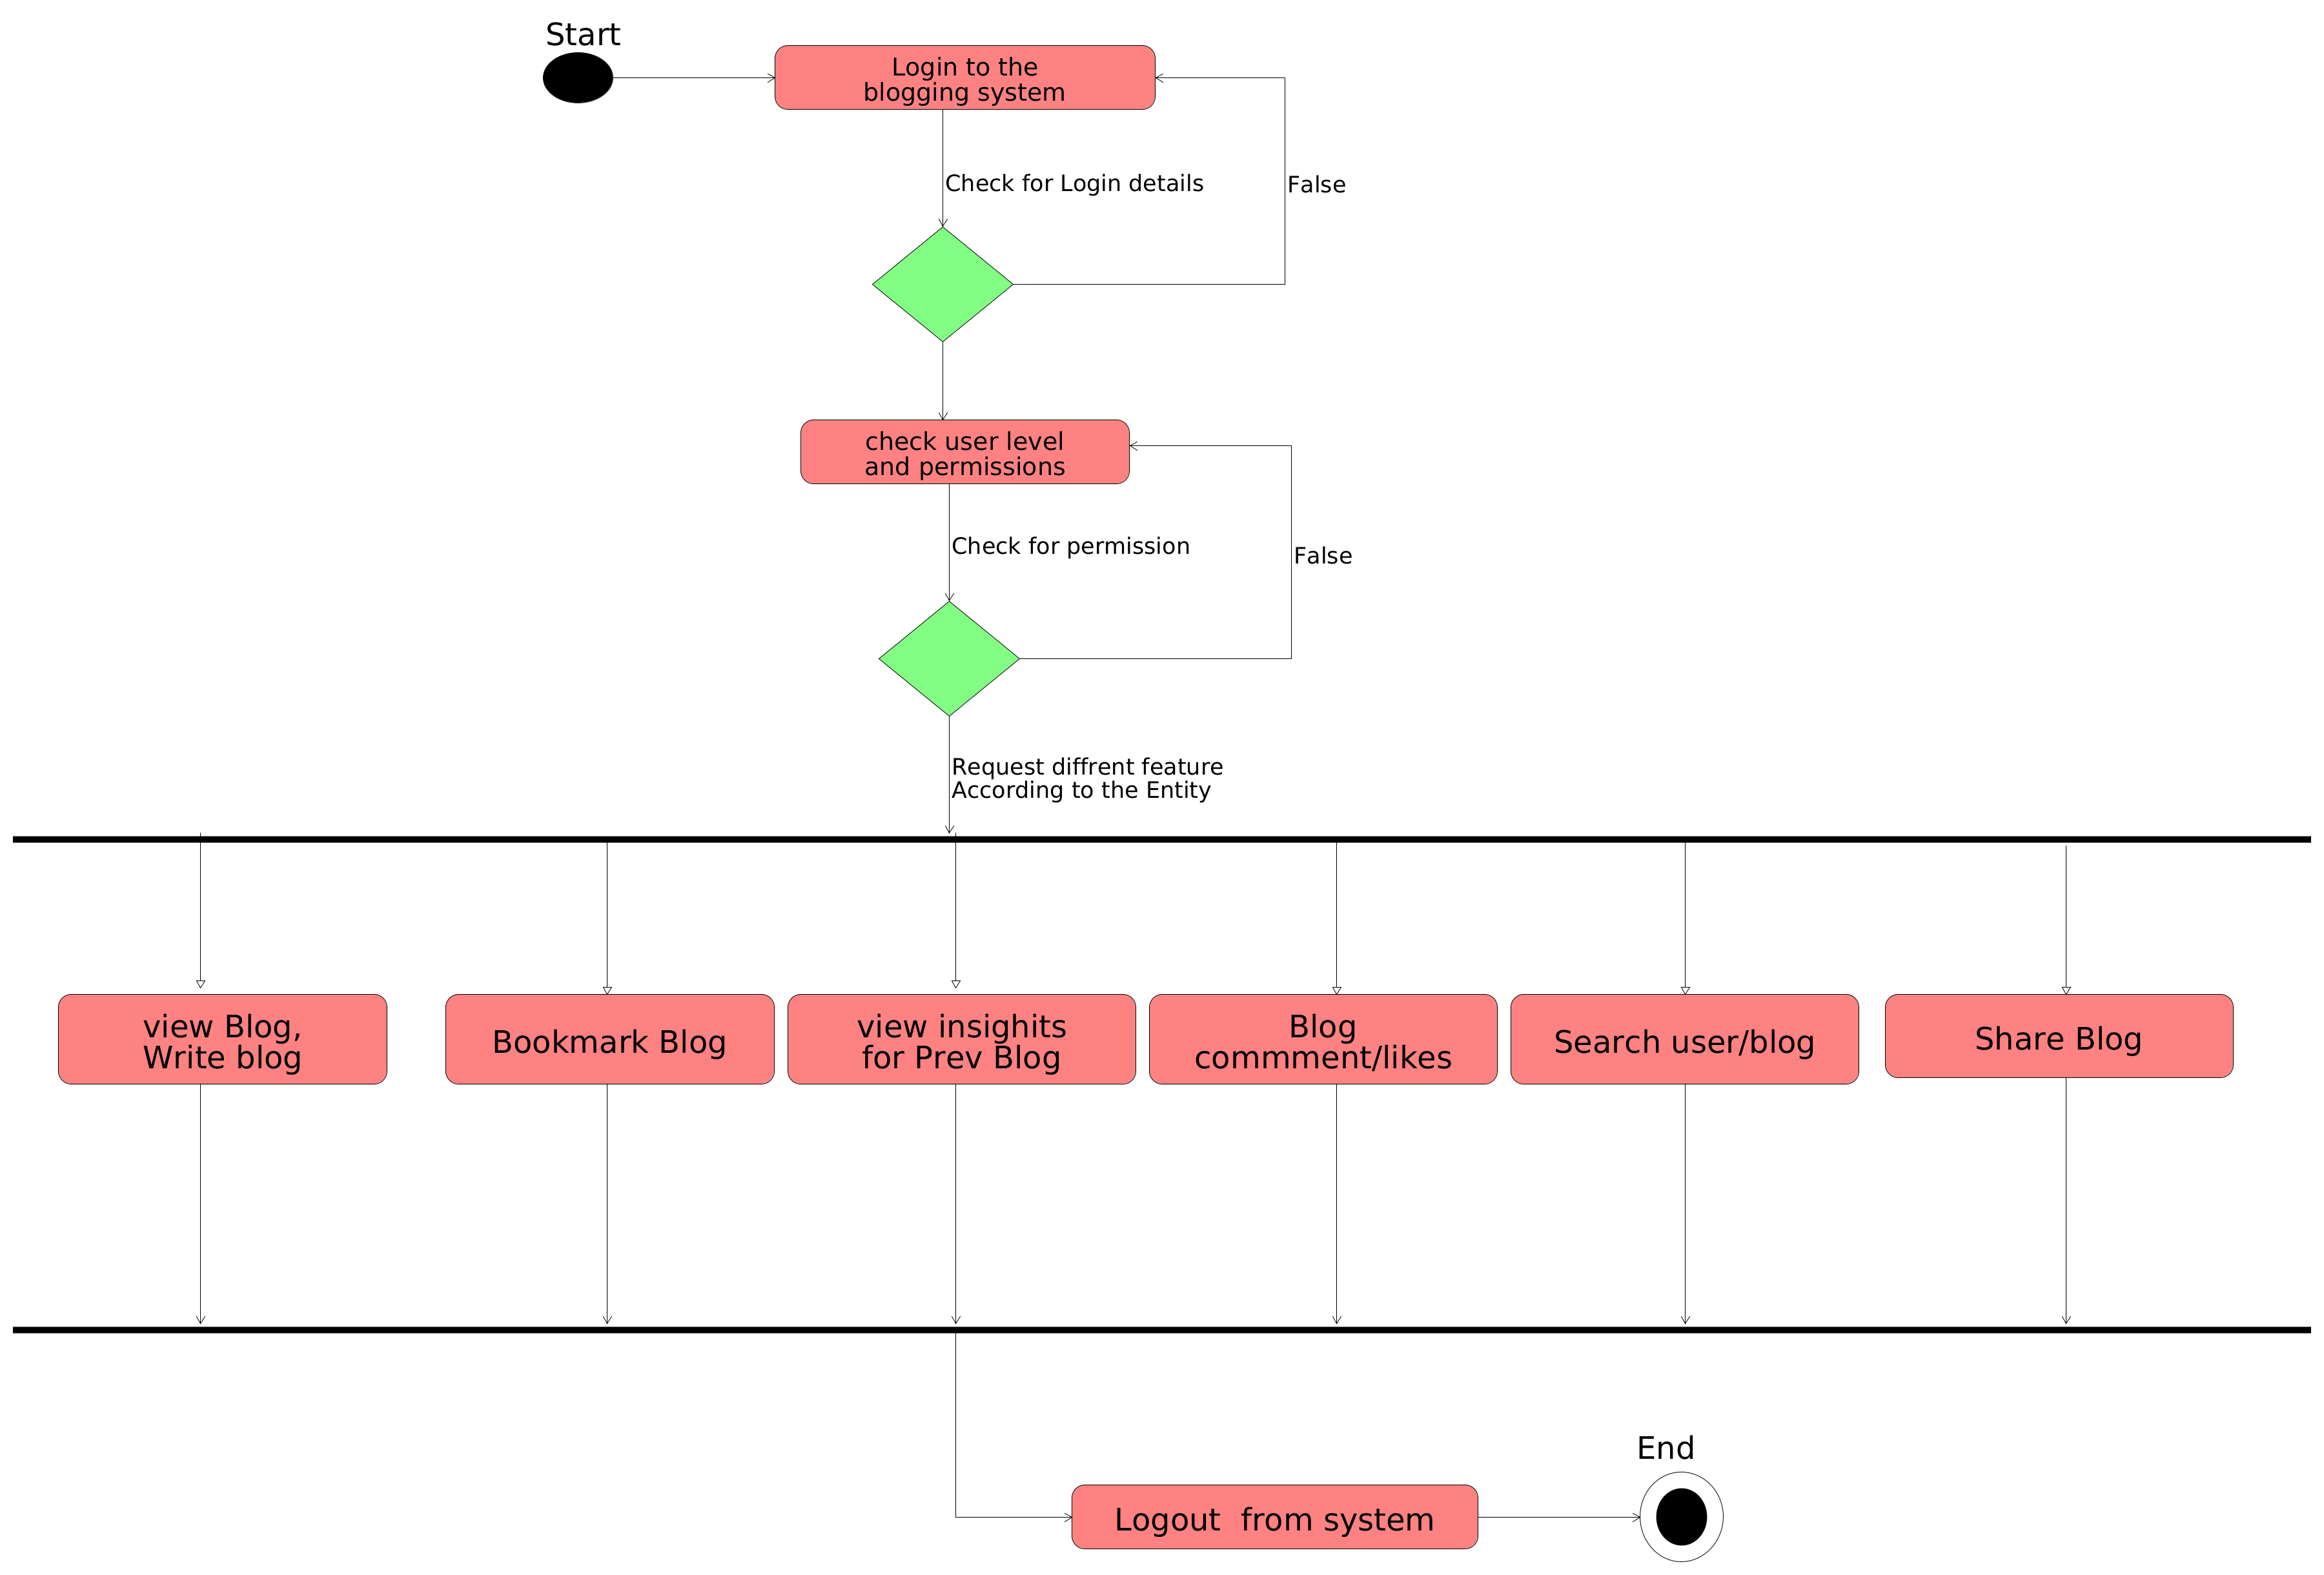 Start
Login to the
blogging system
Check for Login details
False
check user level
and permissions
Check for permission
False
Request diffrent feature
According to the Entity
view Blog,
Write blog
Bookmark Blog
view insighits
for Prev Blog
Blog
commment/likes
Search user/blog
Share Blog
End
Logout  from system